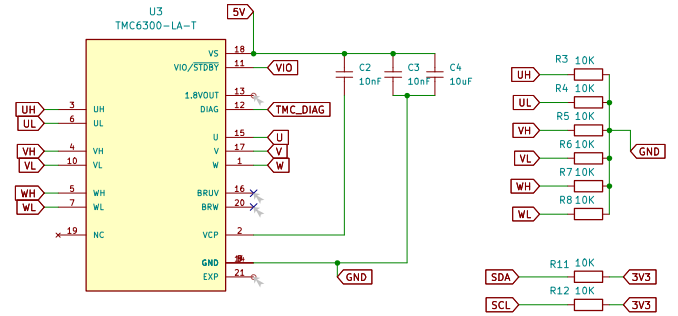 U3
TMC6300-LA-T
5V
VS 18
VIO/STDBY 11 VIO
1.8VOUT 13
DIAG 12 TMC_DIAG
UH 3 UH
UL 6 UL
U 15 U
V 17 V
W 1 W
VH 4 VH
VL 10 VL
WH 5 WH
WL 7 WL
BRUV 16
BRW 20
19 NC
VCP 2
GND
EXP 21
GND
C2
10nF
C3
10nF
C4
10uF
R3 10K
UH
R4 10K
UL
R5 10K
VH
GND
R6 10K
VL
R7 10K
WH
R8 10K
WL
R11 10K
SDA 3V3
R12 10K
SCL 3V3